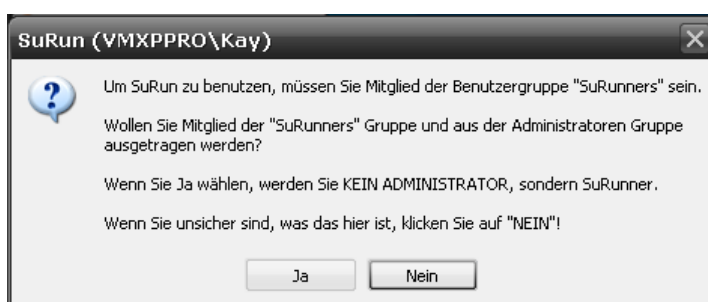 SuRun (VMXPPRO\Kay)
Um SuRun zu benutzen, müssen Sie Mitglied der Benutzergruppe "SuRunners" sein.
Wollen Sie Mitglied der "SuRunners" Gruppe und aus der Administratoren Gruppe
ausgetragen werden?
Wenn Sie Ja wählen, werden Sie KEIN ADMINISTRATOR, sondern SuRunner.
Wenn Sie unsicher sind, was das hier ist, klicken Sie auf "NEIN"!
Ja
Nein